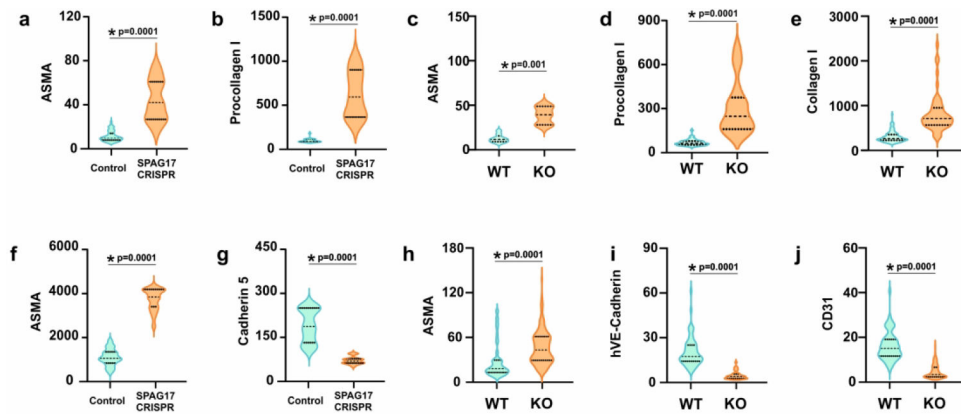 a
ASMA
120
80
40
0
* p=0.0001
Control
SPAG17
CRISPR
b
Procollagen I
1500
1000
500
0
* p=0.0001
Control
SPAG17
CRISPR
c
ASMA
150
100
50
0
* p=0.001
WT
KO
d
Procollagen I
900
600
300
0
* p=0.0001
WT
KO
e
Collagen I
3000
2000
1000
0
* p=0.0001
WT
KO
f
ASMA
6000
4000
2000
0
* p=0.0001
Control
SPAG17
CRISPR
g
Cadherin 5
450
300
150
0
* p=0.0001
Control
SPAG17
CRISPR
h
ASMA
180
120
60
0
* p=0.0001
WT
KO
i
hVE-Cadherin
90
60
30
0
* p=0.0001
WT
KO
j
CD31
60
40
20
0
* p=0.0001
WT
KO